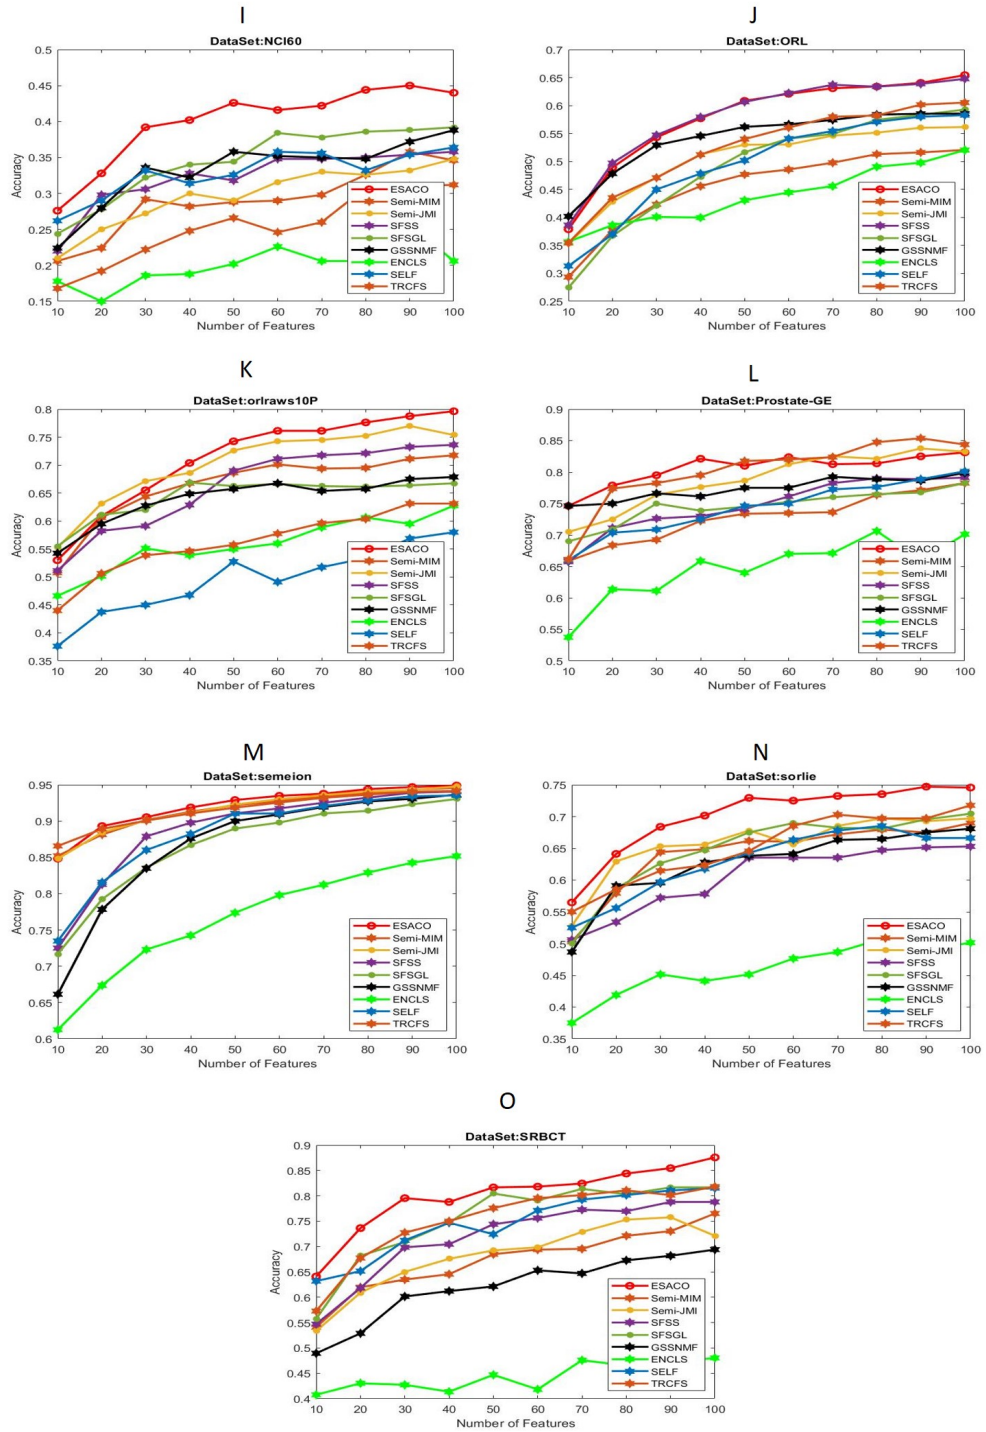 I
DataSet:NCI60
0.5
0.45
0.4
0.35
0.3
0.25
0.2
0.15
Accuracy
ESACO
Semi-MIM
Semi-JMI
SFSS
SFSGL
GSSNMF
ENCLS
SELF
TRCFS
10 20 30 40 50 60 70 80 90 100
Number of Features
J
DataSet:ORL
0.7
0.65
0.6
0.55
0.5
0.45
0.4
0.35
0.3
0.25
Accuracy
ESACO
Semi-MIM
Semi-JMI
SFSS
SFSGL
GSSNMF
ENCLS
SELF
TRCFS
10 20 30 40 50 60 70 80 90 100
Number of Features
K
DataSet:orlraws10P
0.8
0.75
0.7
0.65
0.6
0.55
0.5
0.45
0.4
0.35
Accuracy
ESACO
Semi-MIM
Semi-JMI
SFSS
SFSGL
GSSNMF
ENCLS
SELF
TRCFS
10 20 30 40 50 60 70 80 90 100
Number of Features
L
DataSet:Prostate-GE
0.9
0.85
0.8
0.75
0.7
0.65
0.6
0.55
0.5
Accuracy
ESACO
Semi-MIM
Semi-JMI
SFSS
SFSGL
GSSNMF
ENCLS
SELF
TRCFS
10 20 30 40 50 60 70 80 90 100
Number of Features
M
DataSet:semeion
0.95
0.9
0.85
0.8
0.75
0.7
0.65
0.6
Accuracy
ESACO
Semi-MIM
Semi-JMI
SFSS
SFSGL
GSSNMF
ENCLS
SELF
TRCFS
10 20 30 40 50 60 70 80 90 100
Number of Features
N
DataSet:sorlie
0.75
0.7
0.65
0.6
0.55
0.5
0.45
0.4
0.35
Accuracy
ESACO
Semi-MIM
Semi-JMI
SFSS
SFSGL
GSSNMF
ENCLS
SELF
TRCFS
10 20 30 40 50 60 70 80 90 100
Number of Features
O
DataSet:SRBCT
0.9
0.85
0.8
0.75
0.7
0.65
0.6
0.55
0.5
0.45
0.4
Accuracy
ESACO
Semi-MIM
Semi-JMI
SFSS
SFSGL
GSSNMF
ENCLS
SELF
TRCFS
10 20 30 40 50 60 70 80 90 100
Number of Features